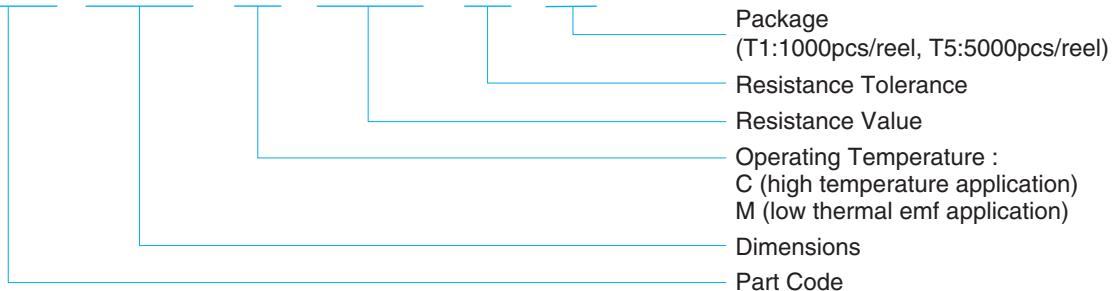 Package
(T1:1000pcs/reel, T5:5000pcs/reel)
Resistance Tolerance
Resistance Value
Operating Temperature :
C (high temperature application)
M (low thermal emf application)
Dimensions
Part Code